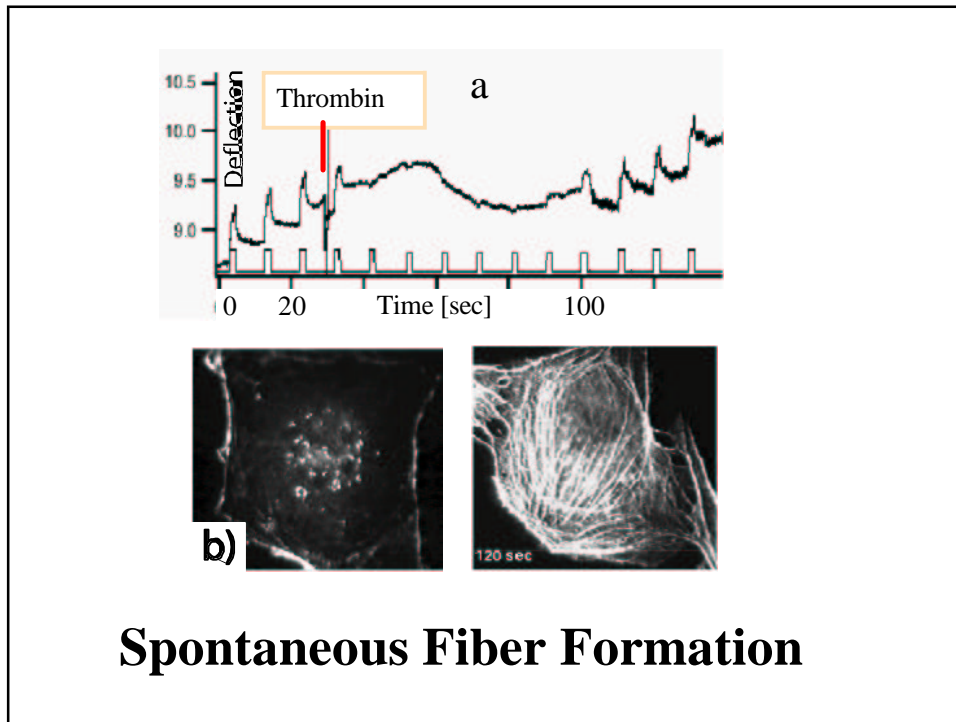 a
10.5
Deflection
Thrombin
10.0
9.5
9.0
0 20 Time [sec] 100
b)
120 sec
Spontaneous Fiber Formation